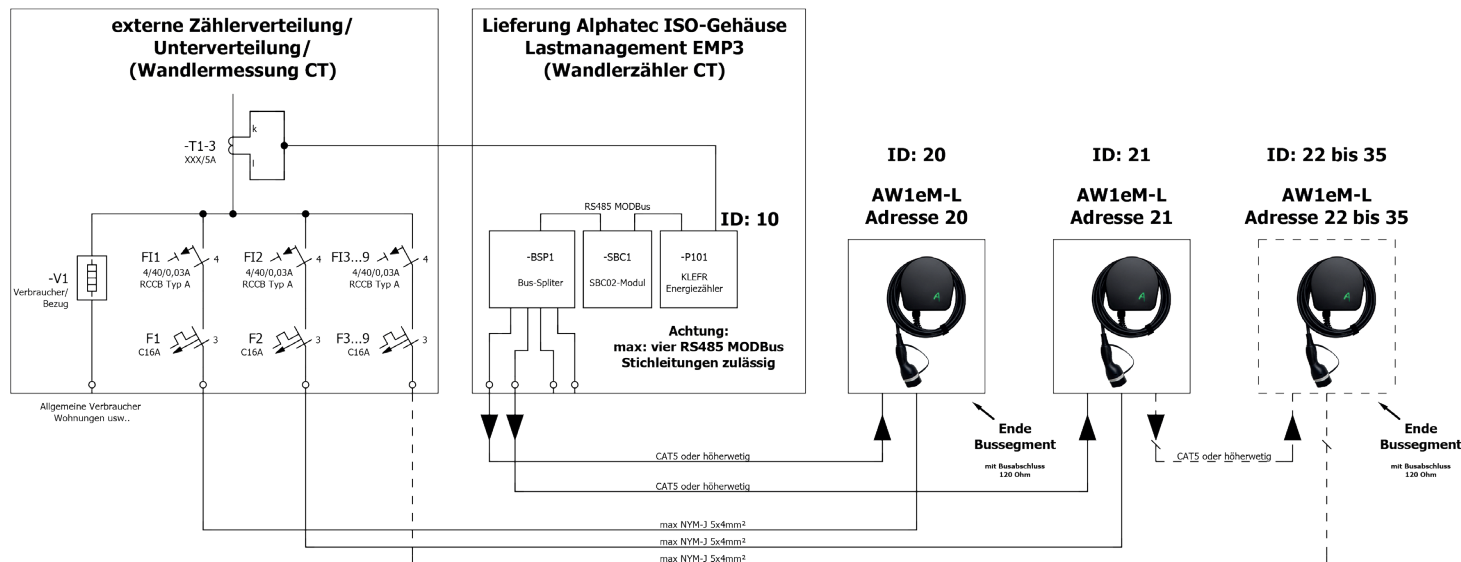 externe Zählerverteilung/
Unterverteilung/
(Wandlermessung CT)
Lieferung Alphatec ISO-Gehäuse
Lastmanagement EMP3
(Wandlerzähler CT)
k
-T1-3
XXX/5A
l
ID: 20
ID: 21
ID: 22 bis 35
AW1eM-L
Adresse 20
AW1eM-L
Adresse 21
AW1eM-L
Adresse 22 bis 35
RS485 MODBus
ID: 10
-V1
Verbraucher/
Bezug
FI1
4/40/0,03A
RCCB Typ A
4
FI2
4/40/0,03A
RCCB Typ A
4
FI3...9
4/40/0,03A
RCCB Typ A
4
-BSP1
Bus-Spliter
-SBC1
SBC02-Modul
-P101
KLEFR
Energiezähler
F1
C16A
3
F2
C16A
3
F3...9
C16A
3
Achtung:
max: vier RS485 MODBus
Stichleitungen zulässig
Allgemeine Verbraucher
Wohnungen usw..
Ende
Bussegment
mit Busabschluss
120 Ohm
Ende
Bussegment
mit Busabschluss
120 Ohm
CAT5 oder höherwetig
CAT5 oder höherwetig
CAT5 oder höherwetig
max NYM-J 5x4mm²
max NYM-J 5x4mm²
max NYM-J 5x4mm²